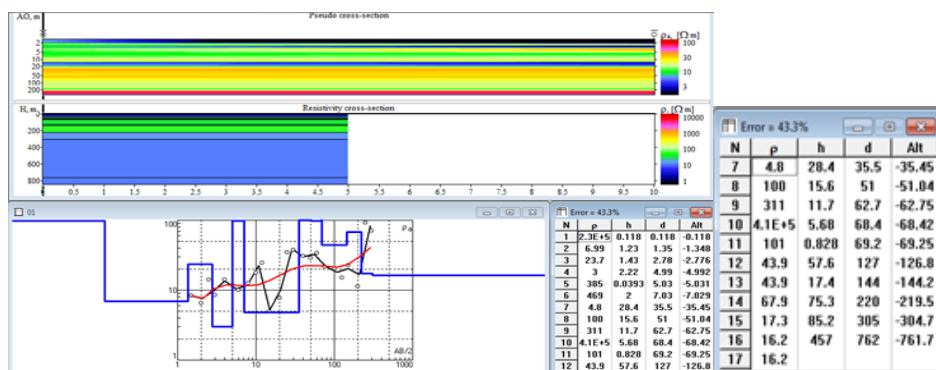 AO, m
Pseudo cross-section
ρa, [Ω·m]
2
5
10
20
50
100
200
100
30
10
3
H, m
Resistivity cross-section
ρ, [Ω·m]
0
200
400
600
800
10000
1000
100
10
1
0.5 1 1.5 2 2.5 3 3.5 4 4.5 5 5.5 6 6.5 7 7.5 8 8.5 9 9.5 10
01
100
ρa
10
1
AB/2
1 10 100 1000
Error = 43.3%
N ρ h d Alt
1 2.3E+5 0.118 0.118 -0.118
2 6.99 1.23 1.35 -1.348
3 23.7 1.43 2.78 -2.776
4 3 2.22 4.99 -4.992
5 385 0.0393 5.03 -5.031
6 469 2 7.03 -7.029
7 4.8 28.4 35.5 -35.45
8 100 15.6 51 -51.04
9 311 11.7 62.7 -62.75
10 4.1E+5 5.68 68.4 -68.42
11 101 0.828 69.2 -69.25
12 43.9 57.6 127 -126.8
Error = 43.3%
N ρ h d Alt
7 4.8 28.4 35.5 -35.45
8 100 15.6 51 -51.04
9 311 11.7 62.7 -62.75
10 4.1E+5 5.68 68.4 -68.42
11 101 0.828 69.2 -69.25
12 43.9 57.6 127 -126.8
13 43.9 17.4 144 -144.2
14 67.9 75.3 220 -219.5
15 17.3 85.2 305 -304.7
16 16.2 457 762 -761.7
17 16.2